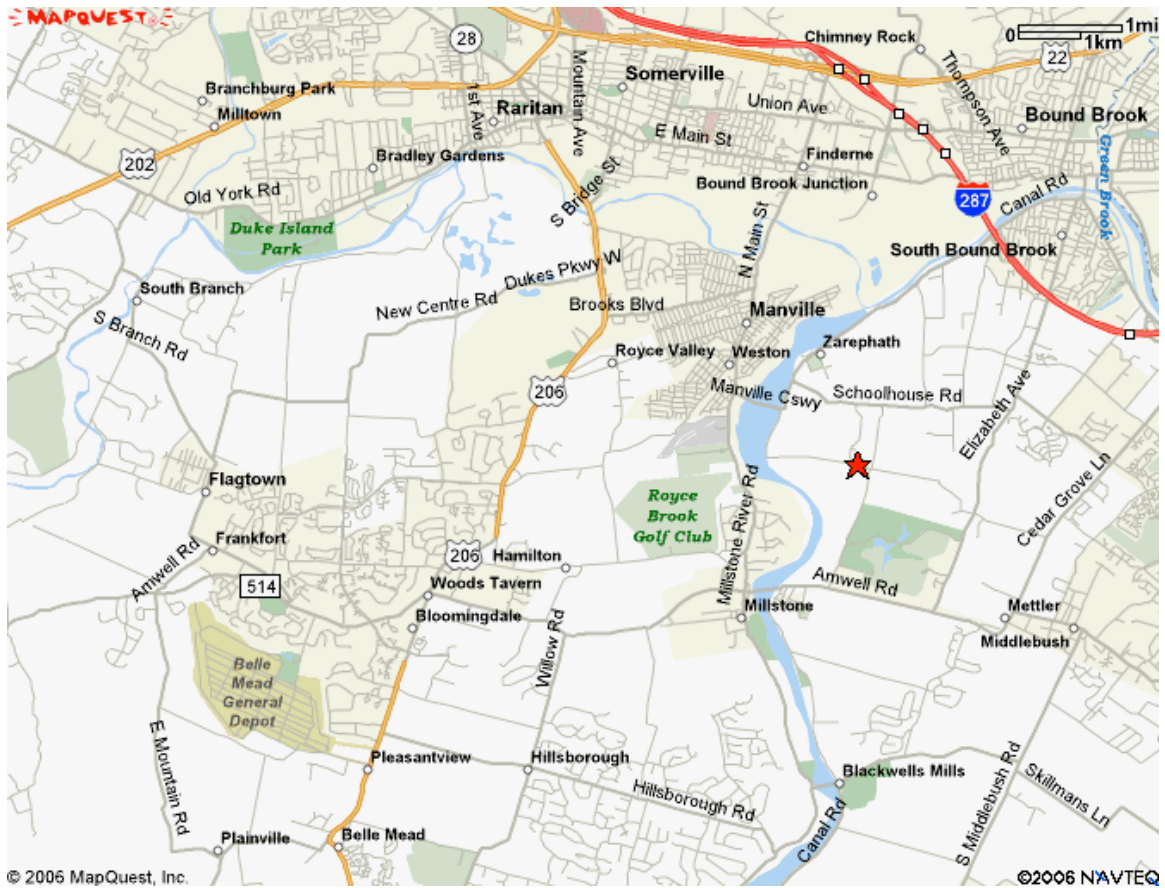 MAPQUEST
1mi
0
1km
Chimney Rock
28
22
Thompson Ave
Mountain Ave
Somerville
Branchburg Park
1st Ave
Raritan
Union Ave
Bound Brook
Milltown
E Main St
202
Bradley Gardens
Finderne
Green Brook
Old York Rd
S Bridge St
Bound Brook Junction
Canal Rd
287
Duke Island
Park
N Main St
South Bound Brook
Dukes Pkwy W
South Branch
New Centre Rd
Brooks Blvd
Manville
S Branch Rd
Royce Valley
Weston
Zarephath
206
Manville Cswy
Schoolhouse Rd
Elizabeth Ave
Flagtown
Royce
Brook
Golf Club
Millstone River Rd
Cedar Grove Ln
Frankfort
206
Hamilton
Amwell Rd
514
Woods Tavern
Amwell Rd
Millstone
Mettler
Bloomingdale
Middlebush
Willow Rd
Belle
Mead
General
Depot
E Mountain Rd
Pleasantview
Hillsborough
Blackwells Mills
Hillsborough Rd
S Middlebush Rd
Skillmans Ln
Canal Rd
Plainville
Belle Mead
© 2006 MapQuest, Inc.
©2006 NAVTEQ